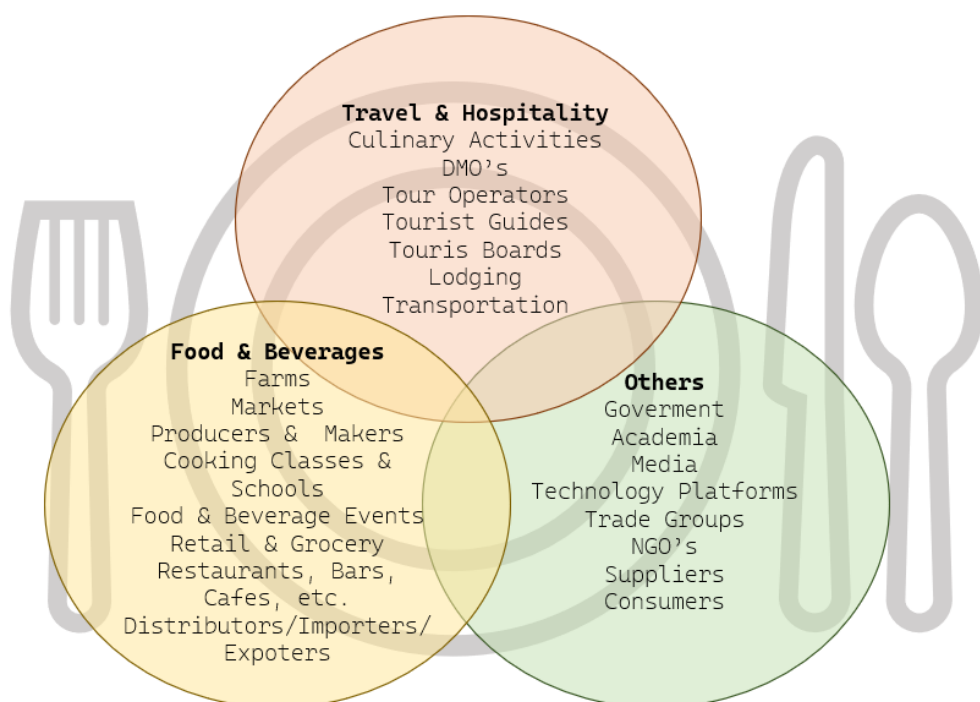 Travel & Hospitality
Culinary Activities
DMO's
Tour Operators
Tourist Guides
Touris Boards
Lodging
Transportation
Food & Beverages
Farms
Markets
Producers &  Makers
Cooking Classes &
Schools
Food & Beverage Events
Retail & Grocery
Restaurants, Bars,
Cafes, etc.
Distributors/Importers/
Expoters
Others
Goverment
Academia
Media
Technology Platforms
Trade Groups
NGO's
Suppliers
Consumers